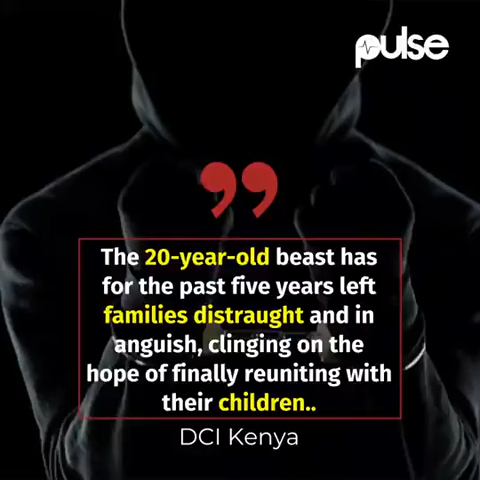 pulse
The 20-year-old beast has
for the past five years left
families distraught and in
anguish, clinging on the
hope of finally reuniting with
their children..
DCI Kenya